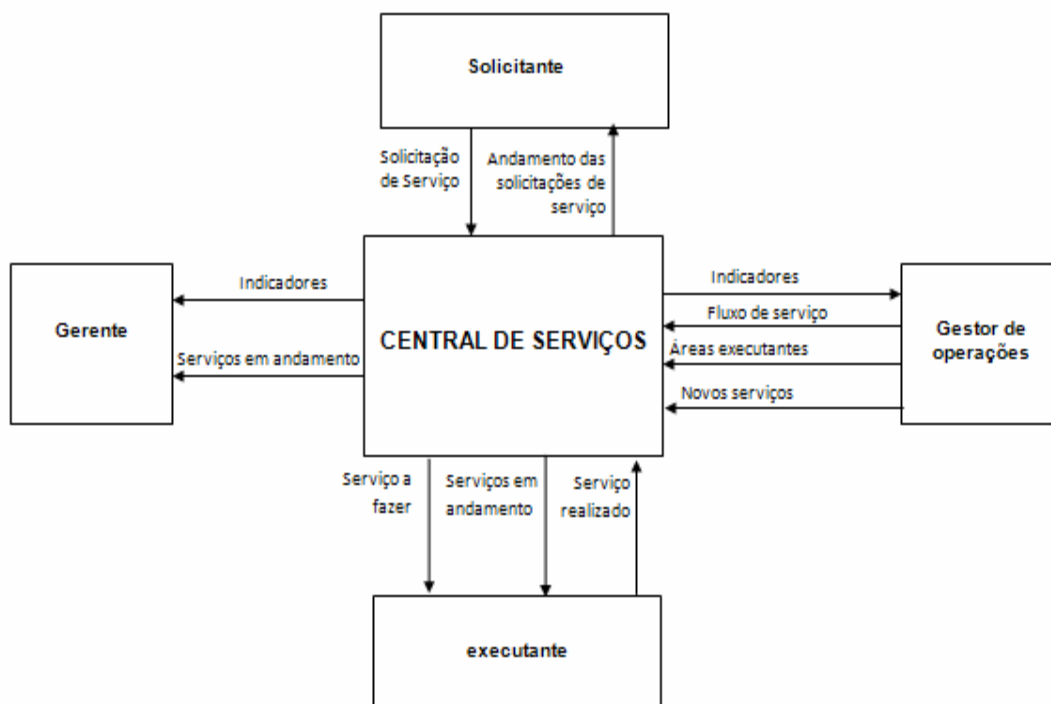 Solicitante
Solicitação
de Serviço
Andamento das
solicitações de
serviço
Gerente
Indicadores
Serviços em andamento
CENTRAL DE SERVIÇOS
Indicadores
Fluxo de serviço
Áreas executantes
Novos serviços
Gestor de
operações
Serviço a
fazer
Serviços em
andamento
Serviço
realizado
executante